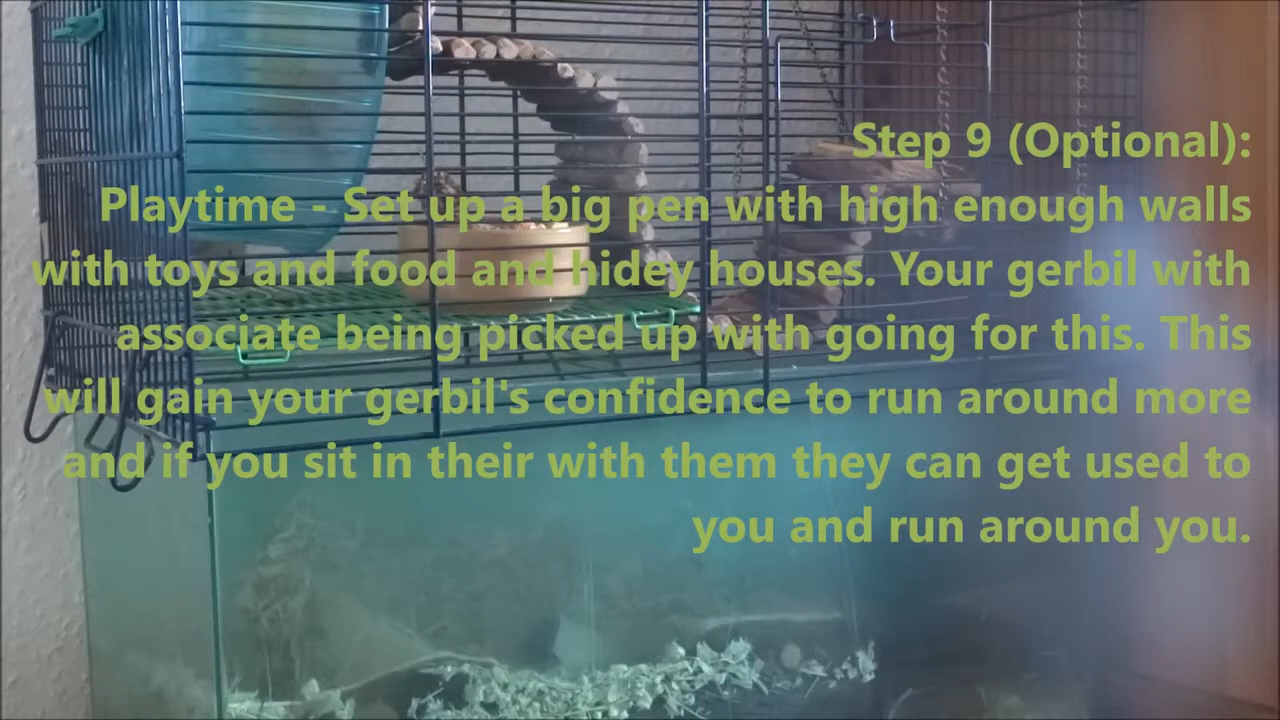 Step 9 (Optional):
Playtime - Set up a big pen with high enough walls
with toys and food and hidey houses. Your gerbil with
associate being picked up with going for this. This
will gain your gerbil's confidence to run around more
and if you sit in their with them they can get used to
you and run around you.